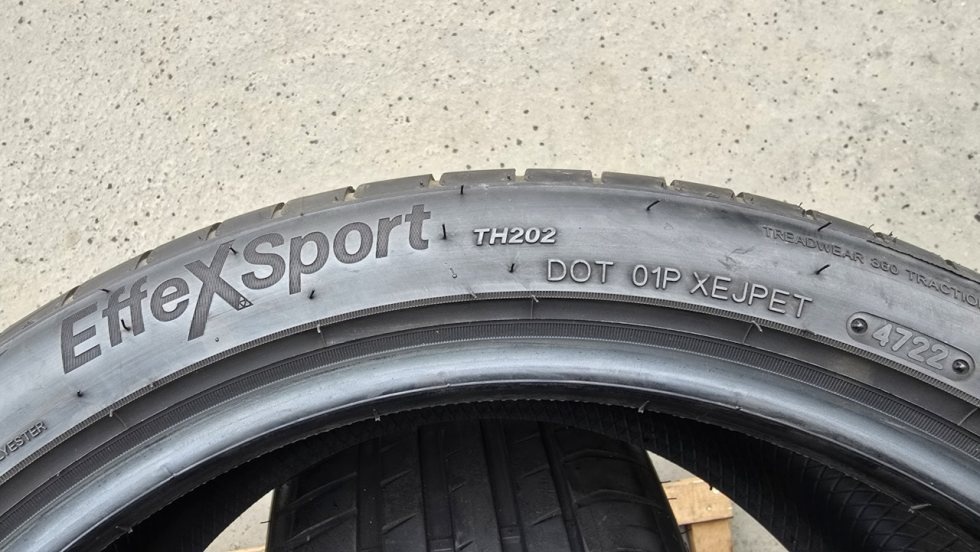 EffeXSport
TH202
TREADWEAR 360 TRACTION
DOT 01P XEJPET
4722